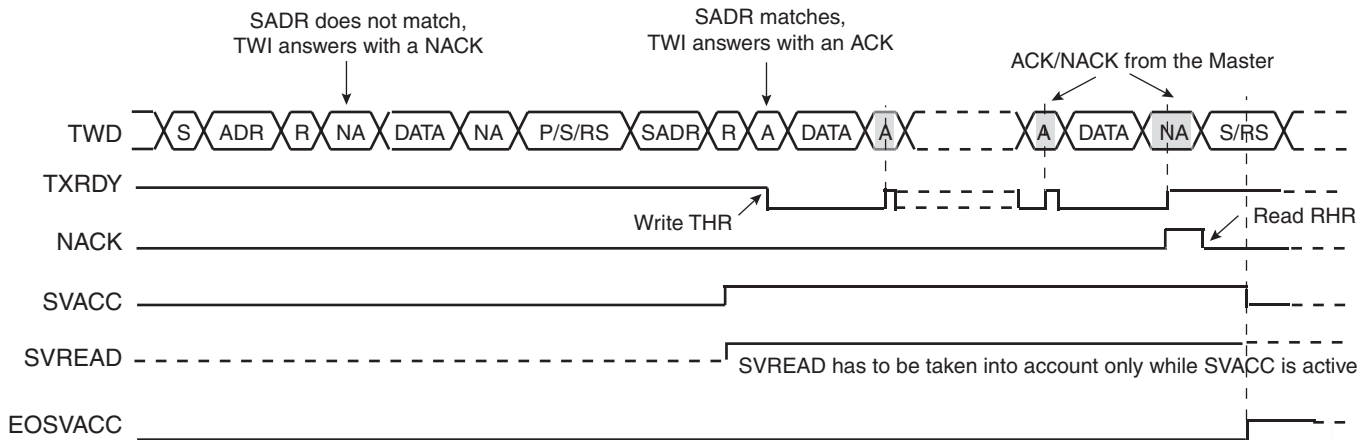 SADR does not match,
TWI answers with a NACK
SADR matches,
TWI answers with an ACK
ACK/NACK from the Master
TWD S ADR R NA DATA NA P/S/RS SADR R A DATA A A DATA NA S/RS
TXRDY
Write THR
Read RHR
NACK
SVACC
SVREAD
SVREAD has to be taken into account only while SVACC is active
EOSVACC